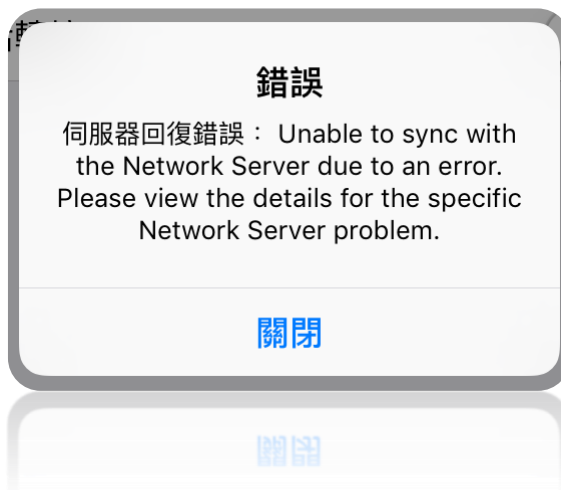 錯誤
伺服器回復錯誤： Unable to sync with
the Network Server due to an error.
Please view the details for the specific
Network Server problem.
關閉